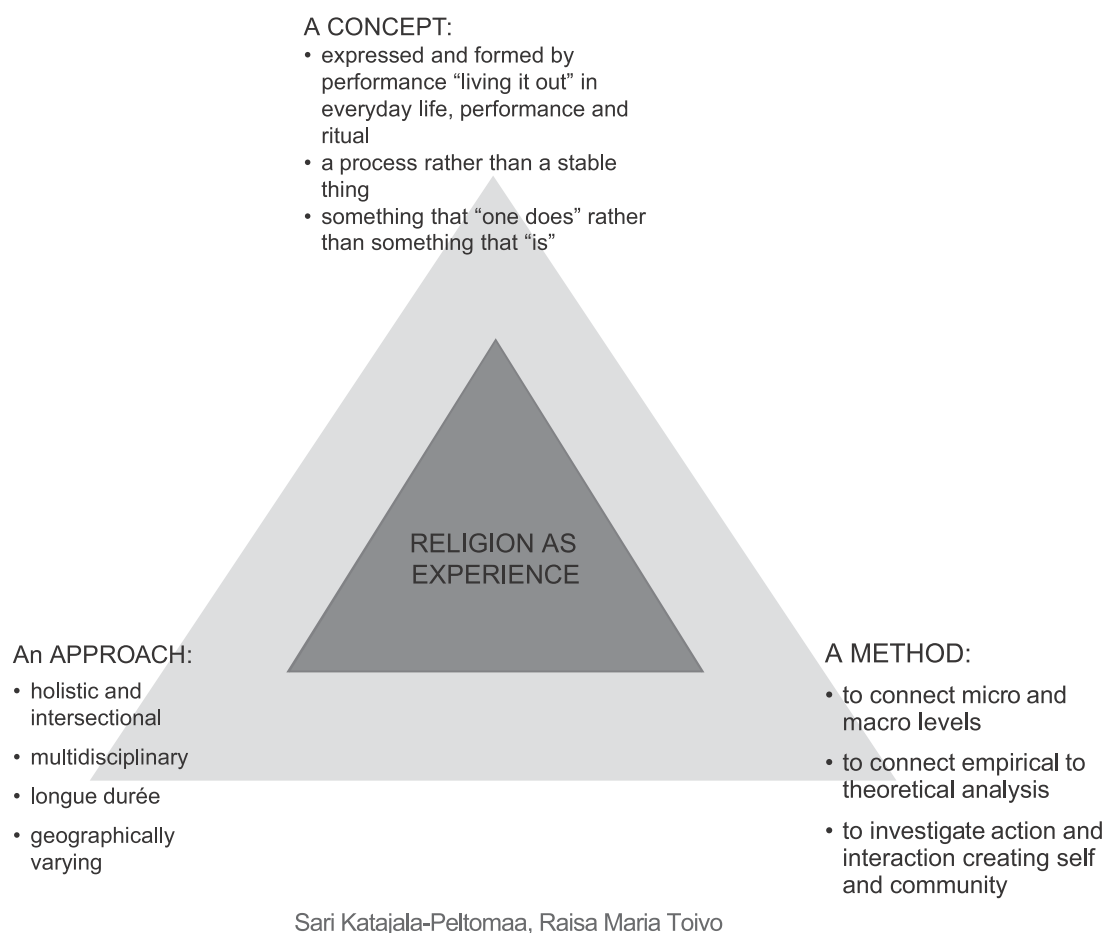 A CONCEPT:
• expressed and formed by
performance “living it out” in
everyday life, performance and
ritual
• a process rather than a stable
thing
• something that “one does” rather
than something that “is”
RELIGION AS
EXPERIENCE
An APPROACH:
• holistic and
intersectional
• multidisciplinary
• longue durée
• geographically
varying
A METHOD:
• to connect micro and
macro levels
• to connect empirical to
theoretical analysis
• to investigate action and
interaction creating self
and community
Sari Katajala-Peltomaa, Raisa Maria Toivo